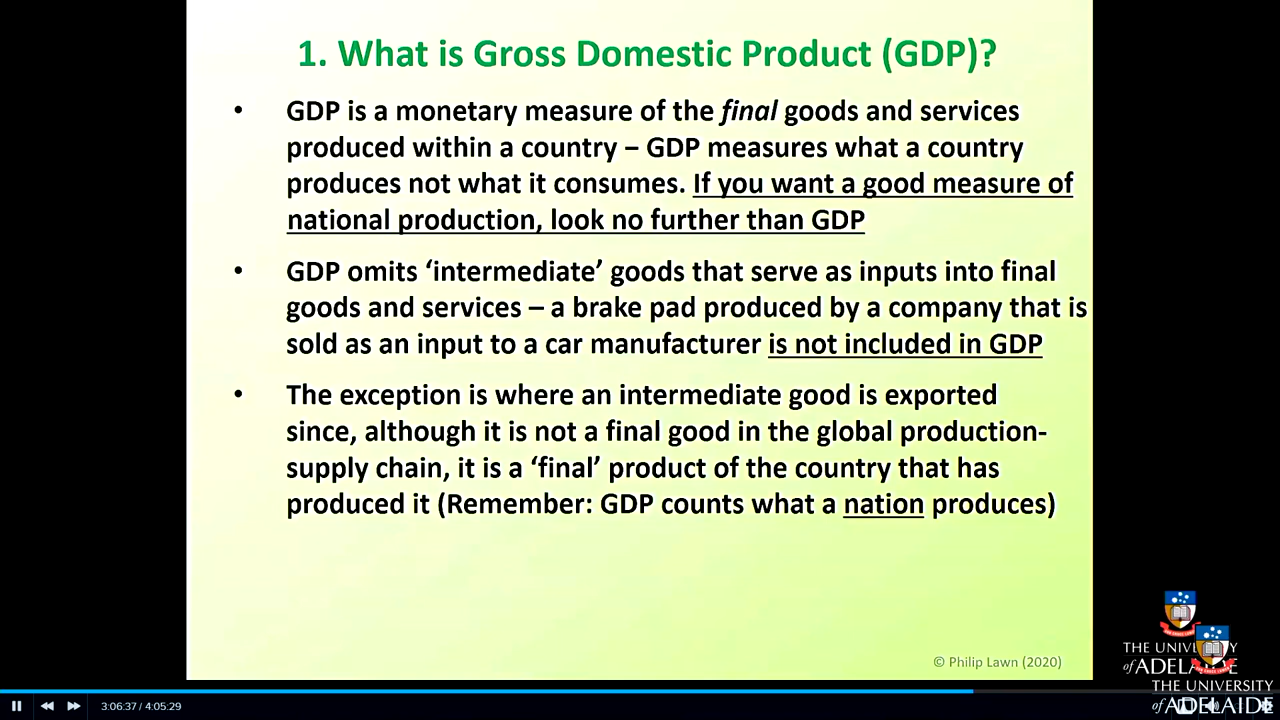 1. What is Gross Domestic Product (GDP)?
• GDP is a monetary measure of the final goods and services
produced within a country – GDP measures what a country
produces not what it consumes. If you want a good measure of
national production, look no further than GDP
• GDP omits ‘intermediate’ goods that serve as inputs into final
goods and services – a brake pad produced by a company that is
sold as an input to a car manufacturer is not included in GDP
• The exception is where an intermediate good is exported
since, although it is not a final good in the global production-
supply chain, it is a ‘final’ product of the country that has
produced it (Remember: GDP counts what a nation produces)
© Philip Lawn (2020)
THE UNIVERSITY
of ADELAIDE
THE UNIVERSITY
of ADELAIDE
3:06:37 / 4:05:29